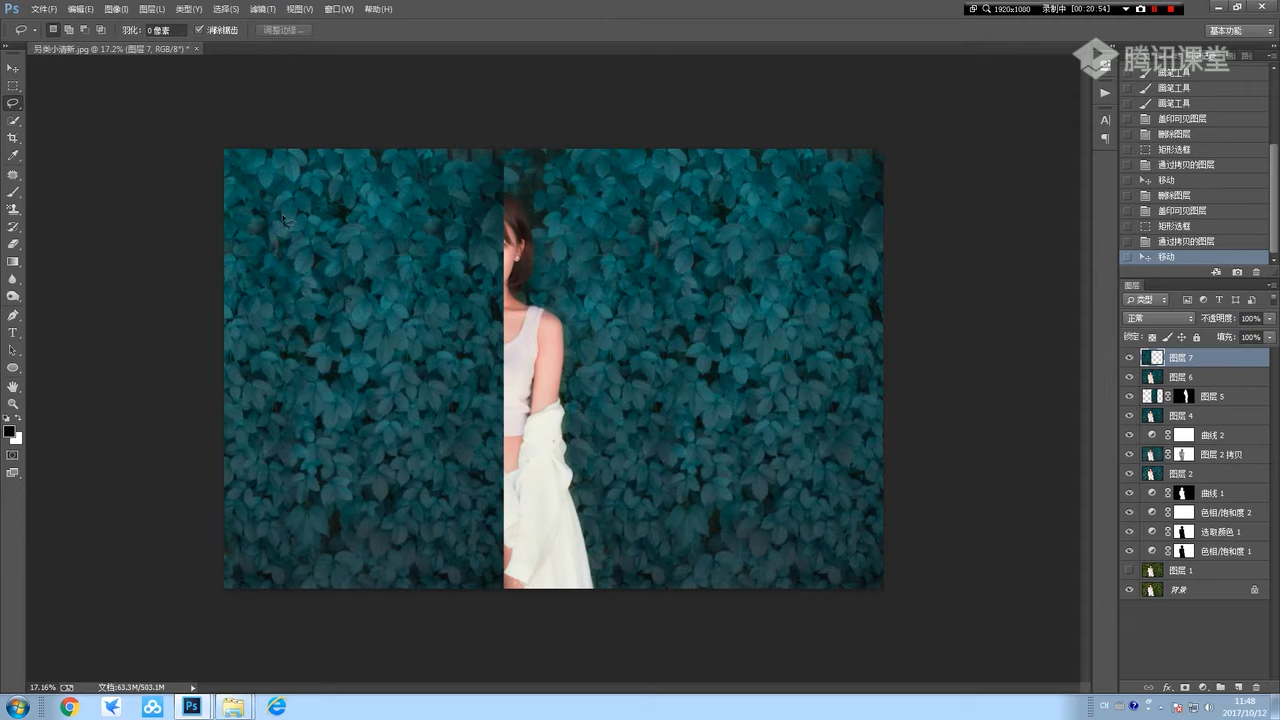 Ps 文件(F) 编辑(E) 图像(I) 图层(L) 类型(Y) 选择(S) 滤镜(T) 视图(V) 窗口(W) 帮助(H)
1920x1080 录制中 [00:20:54]
羽化: 0 像素 消除锯齿 调整边缘... 基本功能
另类小清新.jpg @ 17.2% (图层 7, RGB/8*) * ×
腾讯课堂
画笔工具
画笔工具
画笔工具
盖印可见图层
删除图层
矩形选框
通过拷贝的图层
移动
删除图层
盖印可见图层
矩形选框
通过拷贝的图层
移动
图层
类型
正常 不透明度: 100%
锁定: 填充: 100%
图层 7
图层 6
图层 5
图层 4
曲线 2
图层 2 拷贝
图层 2
曲线 1
色相/饱和度 2
选取颜色 1
色相/饱和度 1
图层 1
背景
17.16% 文档:63.3M/503.1M
Ps CH 11:48
2017/10/12